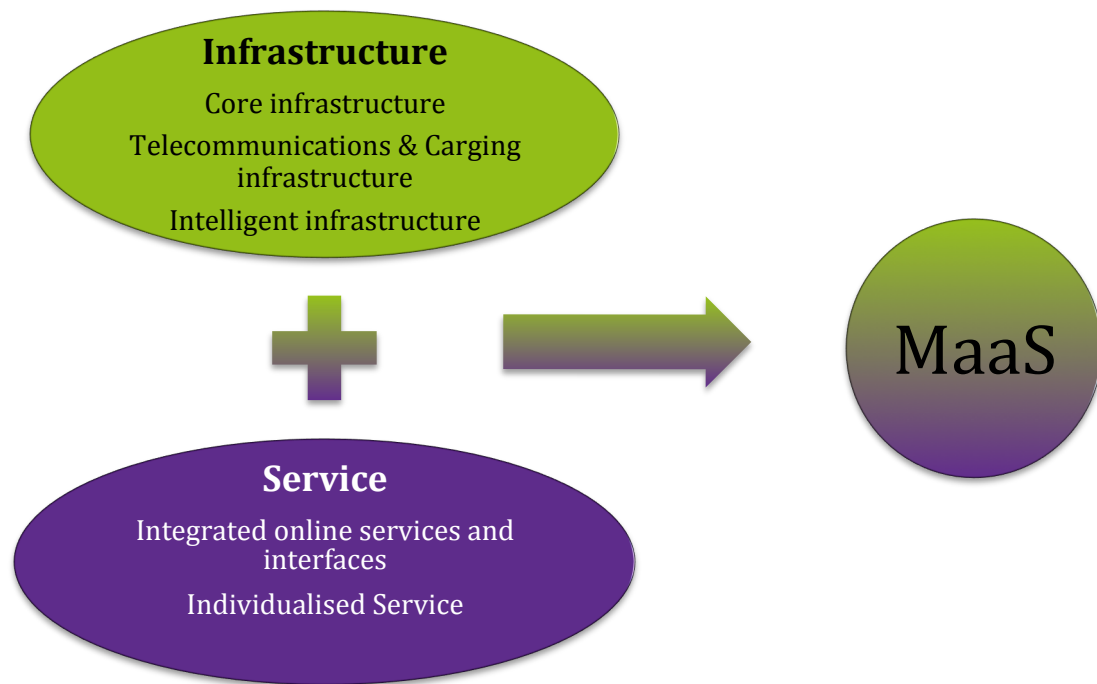 Infrastructure
Core infrastructure
Telecommunications & Carging
infrastructure
Intelligent infrastructure
MaaS
Service
Integrated online services and
interfaces
Individualised Service